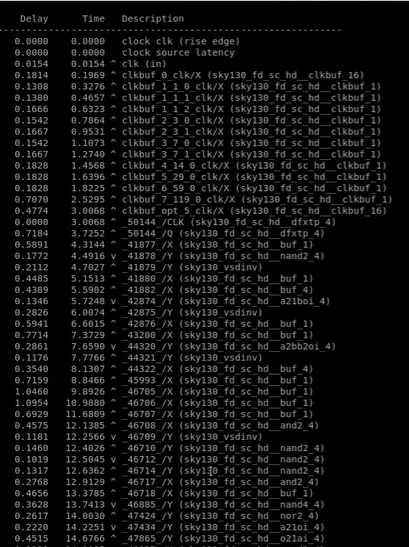 Delay Time Description
------------------------------------------------------------
0.0000 0.0000 clock clk (rise edge)
0.0000 0.0000 clock source latency
0.0154 0.0154 ^ clk (in)
0.1814 0.1969 ^ clkbuf_0_clk/X (sky130_fd_sc_hd__clkbuf_16)
0.1308 0.3276 ^ clkbuf_1_1_0_clk/X (sky130_fd_sc_hd__clkbuf_1)
0.1380 0.4657 ^ clkbuf_1_1_1_clk/X (sky130_fd_sc_hd__clkbuf_1)
0.1666 0.6323 ^ clkbuf_1_1_2_clk/X (sky130_fd_sc_hd__clkbuf_1)
0.1542 0.7864 ^ clkbuf_2_3_0_clk/X (sky130_fd_sc_hd__clkbuf_1)
0.1667 0.9531 ^ clkbuf_2_3_1_clk/X (sky130_fd_sc_hd__clkbuf_1)
0.1542 1.1073 ^ clkbuf_3_7_0_clk/X (sky130_fd_sc_hd__clkbuf_1)
0.1667 1.2740 ^ clkbuf_3_7_1_clk/X (sky130_fd_sc_hd__clkbuf_1)
0.1828 1.4568 ^ clkbuf_4_14_0_clk/X (sky130_fd_sc_hd__clkbuf_1)
0.1828 1.6396 ^ clkbuf_5_29_0_clk/X (sky130_fd_sc_hd__clkbuf_1)
0.1828 1.8225 ^ clkbuf_6_59_0_clk/X (sky130_fd_sc_hd__clkbuf_1)
0.7070 2.5295 ^ clkbuf_7_119_0_clk/X (sky130_fd_sc_hd__clkbuf_1)
0.4774 3.0068 ^ clkbuf_opt_5_0_clk/X (sky130_fd_sc_hd__clkbuf_16)
0.0000 3.0068 ^ _50144_/CLK (sky130_fd_sc_hd__dfxtp_4)
0.7184 3.7252 ^ _50144_/Q (sky130_fd_sc_hd__dfxtp_4)
0.5891 4.3144 ^ _41877_/X (sky130_fd_sc_hd__buf_1)
0.1772 4.4916 v _41878_/Y (sky130_fd_sc_hd__nand2_4)
0.2112 4.7027 ^ _41879_/Y (sky130_vsdinv)
0.4485 5.1513 ^ _41880_/X (sky130_fd_sc_hd__buf_1)
0.4389 5.5902 ^ _41882_/X (sky130_fd_sc_hd__buf_4)
0.1346 5.7248 v _42874_/Y (sky130_fd_sc_hd__a21boi_4)
0.2826 6.0074 ^ _42875_/Y (sky130_vsdinv)
0.5941 6.6015 ^ _42876_/X (sky130_fd_sc_hd__buf_1)
0.7714 7.3729 ^ _43200_/X (sky130_fd_sc_hd__buf_1)
0.2861 7.6590 v _44320_/Y (sky130_fd_sc_hd__a2bb2oi_4)
0.1176 7.7766 ^ _44321_/Y (sky130_vsdinv)
0.3540 8.1307 ^ _44322_/X (sky130_fd_sc_hd__buf_4)
0.7159 8.8466 ^ _45993_/X (sky130_fd_sc_hd__buf_1)
1.0460 9.8926 ^ _46705_/X (sky130_fd_sc_hd__buf_1)
1.0954 10.9880 ^ _46706_/X (sky130_fd_sc_hd__buf_1)
0.6929 11.6809 ^ _46707_/X (sky130_fd_sc_hd__buf_1)
0.4575 12.1385 ^ _46708_/X (sky130_fd_sc_hd__and2_4)
0.1181 12.2566 v _46709_/Y (sky130_vsdinv)
0.1460 12.4026 ^ _46710_/Y (sky130_fd_sc_hd__nand2_4)
0.1019 12.5045 v _46712_/Y (sky130_fd_sc_hd__nand2_4)
0.1317 12.6362 ^ _46714_/Y (sky130_fd_sc_hd__nand2_4)
0.2768 12.9129 ^ _46717_/X (sky130_fd_sc_hd__and2_4)
0.4656 13.3785 ^ _46718_/X (sky130_fd_sc_hd__buf_1)
0.3628 13.7413 v _46885_/Y (sky130_fd_sc_hd__nand4_4)
0.2617 14.0030 ^ _47424_/Y (sky130_fd_sc_hd__nor2_4)
0.2220 14.2251 v _47434_/Y (sky130_fd_sc_hd__a21oi_4)
0.4515 14.6766 ^ _47865_/Y (sky130_fd_sc_hd__o21ai_4)